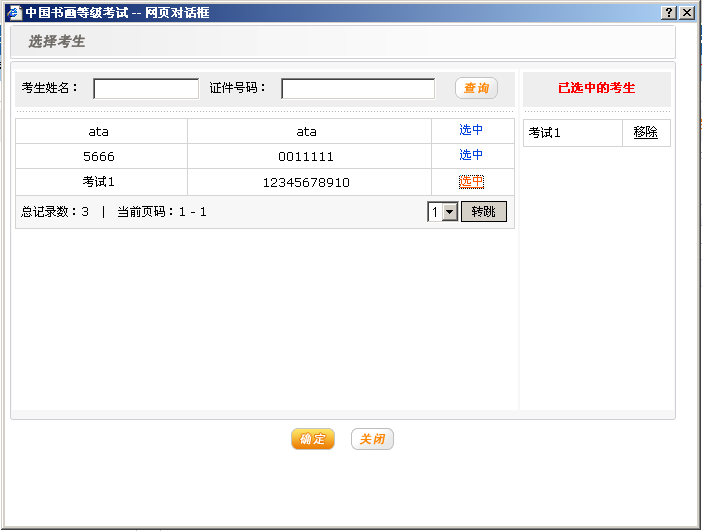 中国书画等级考试 -- 网页对话框
选择考生
考生姓名： 证件号码： 查询
已选中的考生
ata ata 选中
5666 0011111 选中
考试1 12345678910 选中
考试1 移除
总记录数：3 | 当前页码：1 - 1 1 转跳
确定 关闭